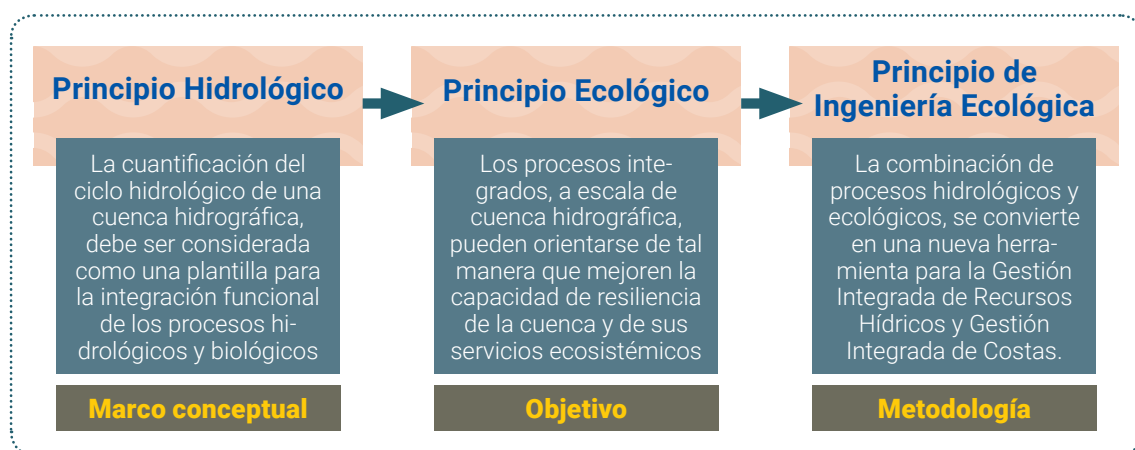 Principio Hidrológico
La cuantificación del
ciclo hidrológico de una
cuenca hidrográfica,
debe ser considerada
como una plantilla para
la integración funcional
de los procesos hi-
drológicos y biológicos
Marco conceptual
Principio Ecológico
Los procesos inte-
grados, a escala de
cuenca hidrográfica,
pueden orientarse de tal
manera que mejoren la
capacidad de resiliencia
de la cuenca y de sus
servicios ecosistémicos
Objetivo
Principio de
Ingeniería Ecológica
La combinación de
procesos hidrológicos y
ecológicos, se convierte
en una nueva herra-
mienta para la Gestión
Integrada de Recursos
Hídricos y Gestión
Integrada de Costas.
Metodología